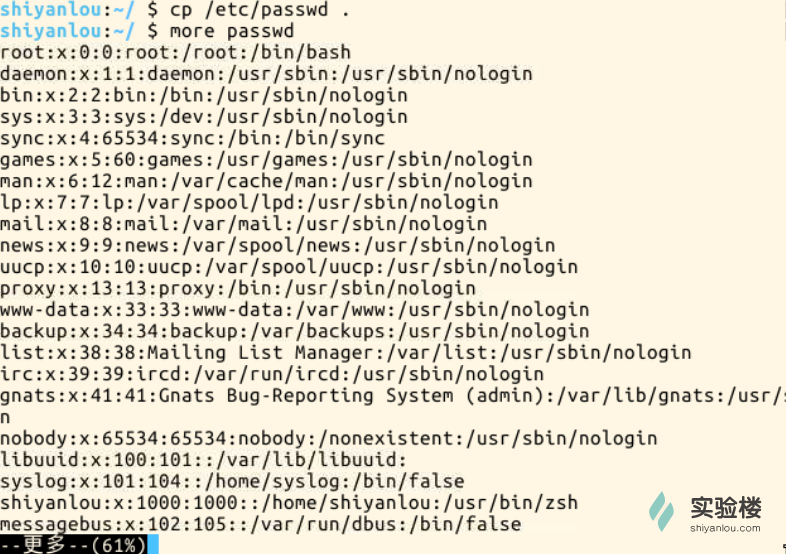 shiyanlou:~/ $ cp /etc/passwd .
shiyanlou:~/ $ more passwd
root:x:0:0:root:/root:/bin/bash
daemon:x:1:1:daemon:/usr/sbin:/usr/sbin/nologin
bin:x:2:2:bin:/bin:/usr/sbin/nologin
sys:x:3:3:sys:/dev:/usr/sbin/nologin
sync:x:4:65534:sync:/bin:/bin/sync
games:x:5:60:games:/usr/games:/usr/sbin/nologin
man:x:6:12:man:/var/cache/man:/usr/sbin/nologin
lp:x:7:7:lp:/var/spool/lpd:/usr/sbin/nologin
mail:x:8:8:mail:/var/mail:/usr/sbin/nologin
news:x:9:9:news:/var/spool/news:/usr/sbin/nologin
uucp:x:10:10:uucp:/var/spool/uucp:/usr/sbin/nologin
proxy:x:13:13:proxy:/bin:/usr/sbin/nologin
www-data:x:33:33:www-data:/var/www:/usr/sbin/nologin
backup:x:34:34:backup:/var/backups:/usr/sbin/nologin
list:x:38:38:Mailing List Manager:/var/list:/usr/sbin/nologin
irc:x:39:39:ircd:/var/run/ircd:/usr/sbin/nologin
gnats:x:41:41:Gnats Bug-Reporting System (admin):/var/lib/gnats:/usr/s
n
nobody:x:65534:65534:nobody:/nonexistent:/usr/sbin/nologin
libuuid:x:100:101::/var/lib/libuuid:
syslog:x:101:104::/home/syslog:/bin/false
shiyanlou:x:1000:1000::/home/shiyanlou:/usr/bin/zsh
messagebus:x:102:105::/var/run/dbus:/bin/false
--更多--(61%)
实验楼
shiyanlou.com